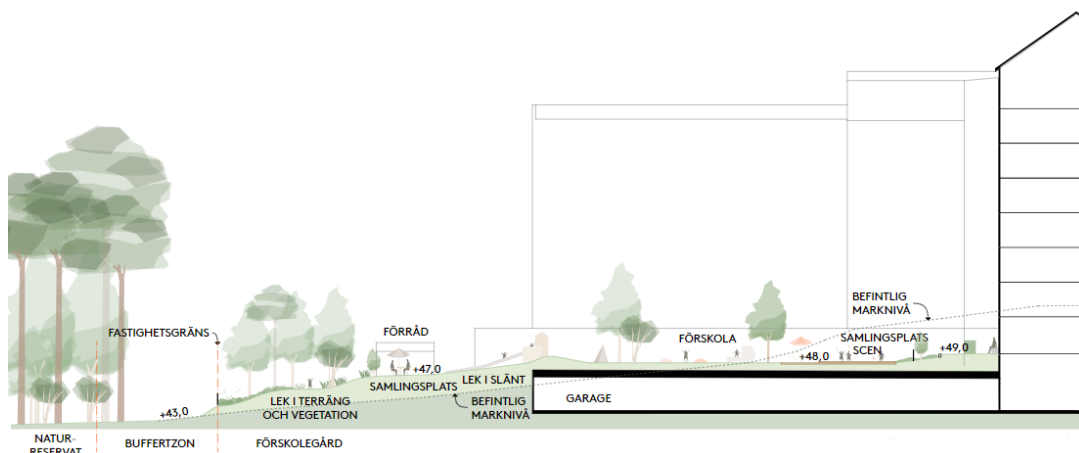 BEFINTLIG
MARKNIVÅ
FASTIGHETSGRÄNS
FÖRRÅD
FÖRSKOLA
SAMLINGSPLATS
SCEN
+49,0
+48,0
+47,0
LEK I SLÄNT
SAMLINGSPLATS
LEK I TERRÄNG
OCH VEGETATION
BEFINTLIG
MARKNIVÅ
GARAGE
+43,0
NATUR-
RESERVAT
BUFFERTZON
FÖRSKOLEGÅRD